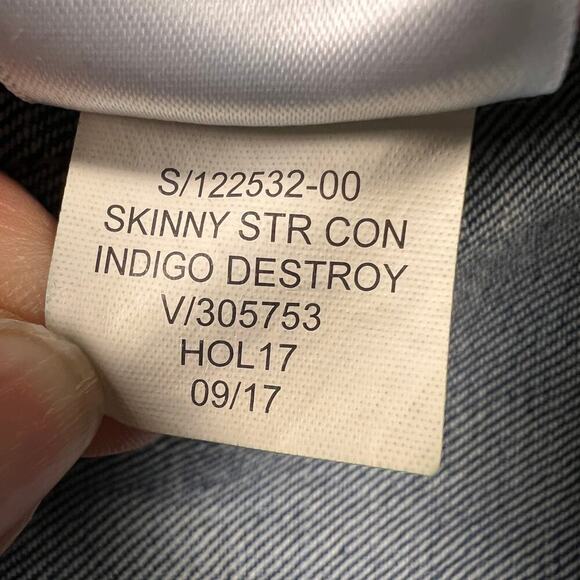 S/122532-00
SKINNY STR CON
INDIGO DESTROY
V/305753
HOL17
09/17